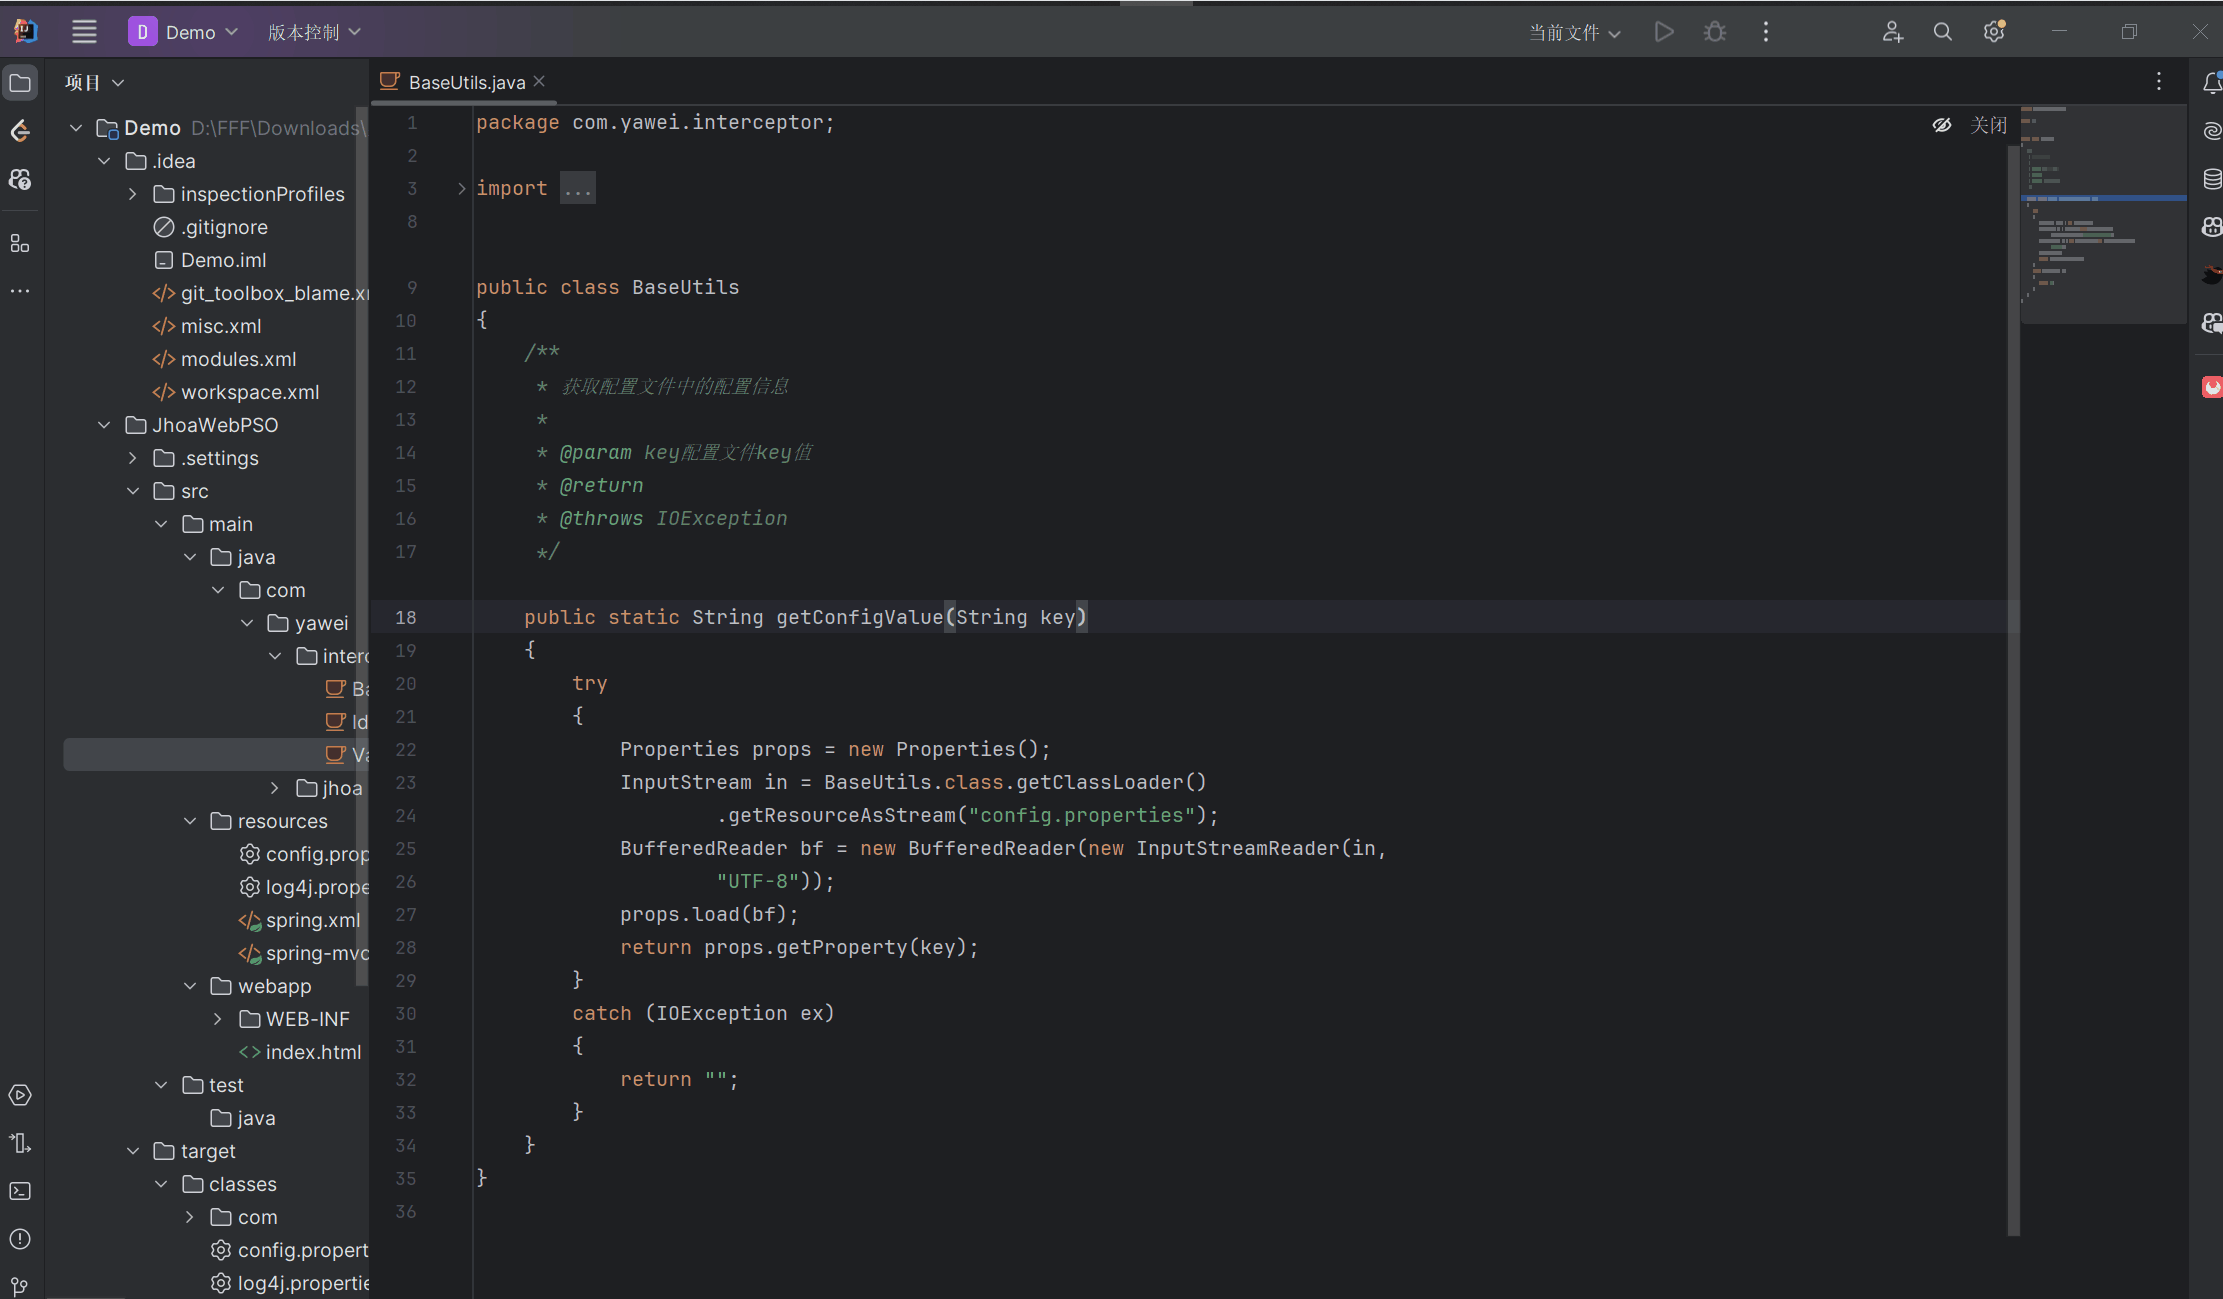 D Demo 版本控制
当前文件
项目
BaseUtils.java
Demo D:\FFF\Downloads\
.idea
inspectionProfiles
.gitignore
Demo.iml
git_toolbox_blame.x
misc.xml
modules.xml
workspace.xml
JhoaWebPSO
.settings
src
main
java
com
yawei
interc
Ba
Id
Va
jhoa
resources
config.prop
log4j.prope
spring.xml
spring-mvc
webapp
WEB-INF
index.html
test
java
target
classes
com
config.propert
log4j.propertie
关闭
1 package com.yawei.interceptor;
2
3 import ...
8
9 public class BaseUtils
10 {
11 /**
12 * 获取配置文件中的配置信息
13 *
14 * @param key配置文件key值
15 * @return
16 * @throws IOException
17 */
18 public static String getConfigValue(String key)
19 {
20 try
21 {
22 Properties props = new Properties();
23 InputStream in = BaseUtils.class.getClassLoader()
24 .getResourceAsStream("config.properties");
25 BufferedReader bf = new BufferedReader(new InputStreamReader(in,
26 "UTF-8"));
27 props.load(bf);
28 return props.getProperty(key);
29 }
30 catch (IOException ex)
31 {
32 return "";
33 }
34 }
35 }
36